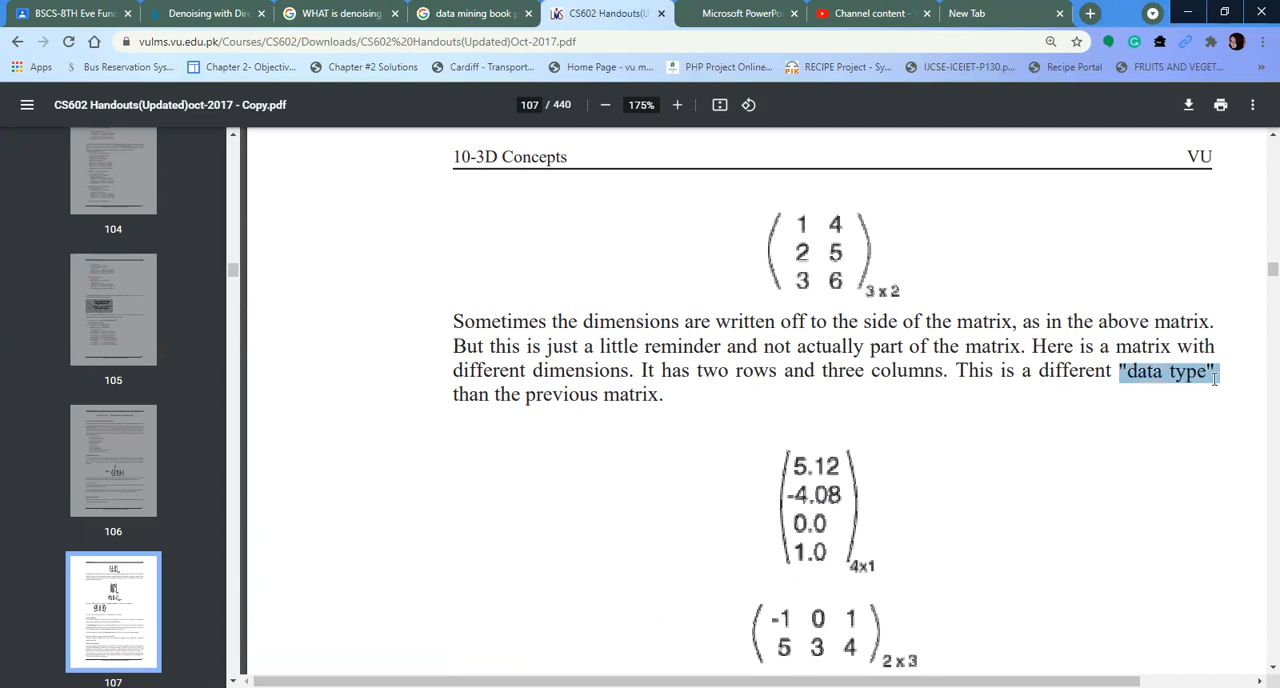 BSCS-8TH Eve Fund
Denoising with Dire
WHAT is denoising
data mining book p
CS602 Handouts(U
Microsoft PowerPo
Channel content - 
New Tab
vulms.vu.edu.pk/Courses/CS602/Downloads/CS602%20Handouts(Updated)Oct-2017.pdf
Apps
Bus Reservation Sys...
Chapter 2- Objectiv...
Chapter #2 Solutions
Cardiff - Transport...
Home Page - vu m...
PHP Project Online...
RECIPE Project - Sy...
IJCSE-ICEIET-P130.p...
Recipe Portal
FRUITS AND VEGET...
»
CS602 Handouts(Updated)oct-2017 - Copy.pdf
107 / 440
175%
104
105
106
107
10-3D Concepts VU
1 4
2 5
3 6
3 x 2
Sometimes the dimensions are written off to the side of the matrix, as in the above matrix.
But this is just a little reminder and not actually part of the matrix. Here is a matrix with
different dimensions. It has two rows and three columns. This is a different "data type"
than the previous matrix.
5.12
-4.08
0.0
1.0
4x1
-1 0 1
5 3 4
2 x 3